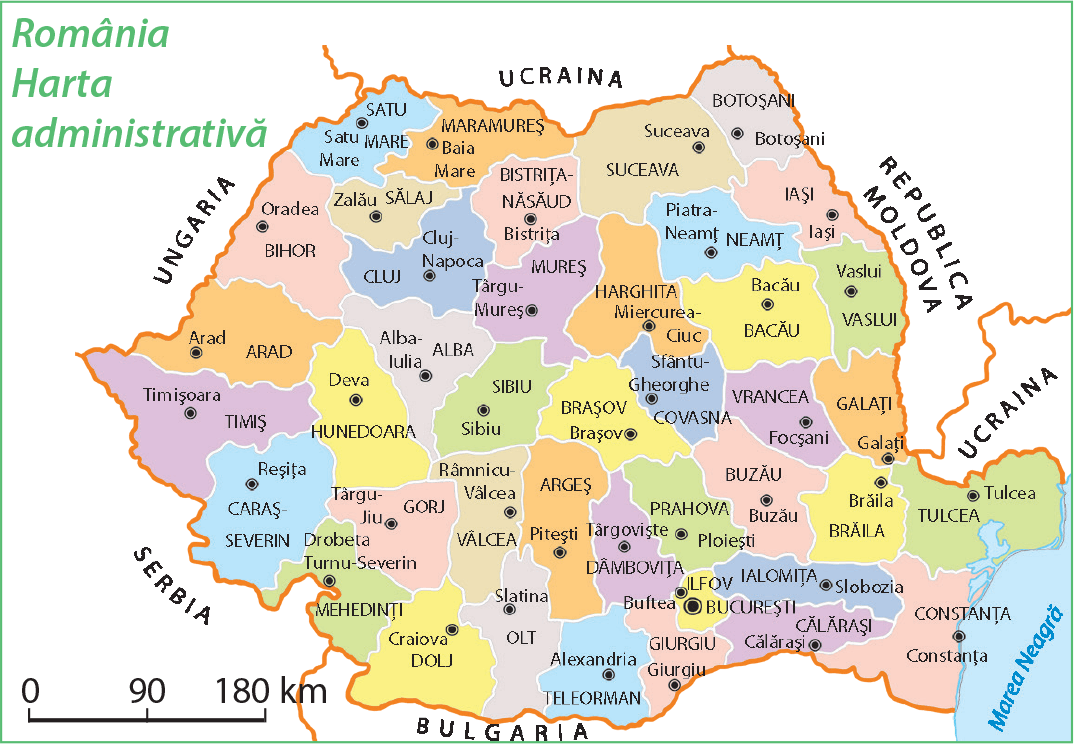 România
Harta
administrativă
UCRAINA
UNGARIA
REPUBLICA
MOLDOVA
UCRAINA
SERBIA
BULGARIA
Marea Neagră
SATU
MARE
Satu
Mare
MARAMUREŞ
Baia
Mare
Suceava
SUCEAVA
BOTOŞANI
Botoşani
Oradea
BIHOR
Zalău
SĂLAJ
BISTRIŢA-
NĂSĂUD
Bistriţa
Piatra-
Neamţ
NEAMŢ
IAŞI
Iaşi
CLUJ
Cluj-
Napoca
MUREŞ
Târgu-
Mureş
HARGHITA
Miercurea-
Ciuc
Bacău
BACĂU
Vaslui
VASLUI
Arad
ARAD
Alba-
Iulia
ALBA
Timişoara
TIMIŞ
Deva
HUNEDOARA
SIBIU
Sibiu
BRAŞOV
Braşov
Sfântu-
Gheorghe
COVASNA
VRANCEA
Focşani
GALAŢI
Galaţi
Reşiţa
CARAŞ-
SEVERIN
Târgu-
Jiu
GORJ
Râmnicu-
Vâlcea
VÂLCEA
ARGEŞ
Piteşti
Târgovişte
DÂMBOVIŢA
PRAHOVA
Ploieşti
BUZĂU
Buzău
Brăila
BRĂILA
Tulcea
TULCEA
Drobeta
Turnu-Severin
MEHEDINŢI
Craiova
DOLJ
Slatina
OLT
Alexandria
TELEORMAN
ILFOV
Buftea
BUCUREŞTI
GIURGIU
Giurgiu
IALOMIŢA
Slobozia
CĂLĂRAŞI
Călăraşi
CONSTANŢA
Constanţa
0 90 180 km